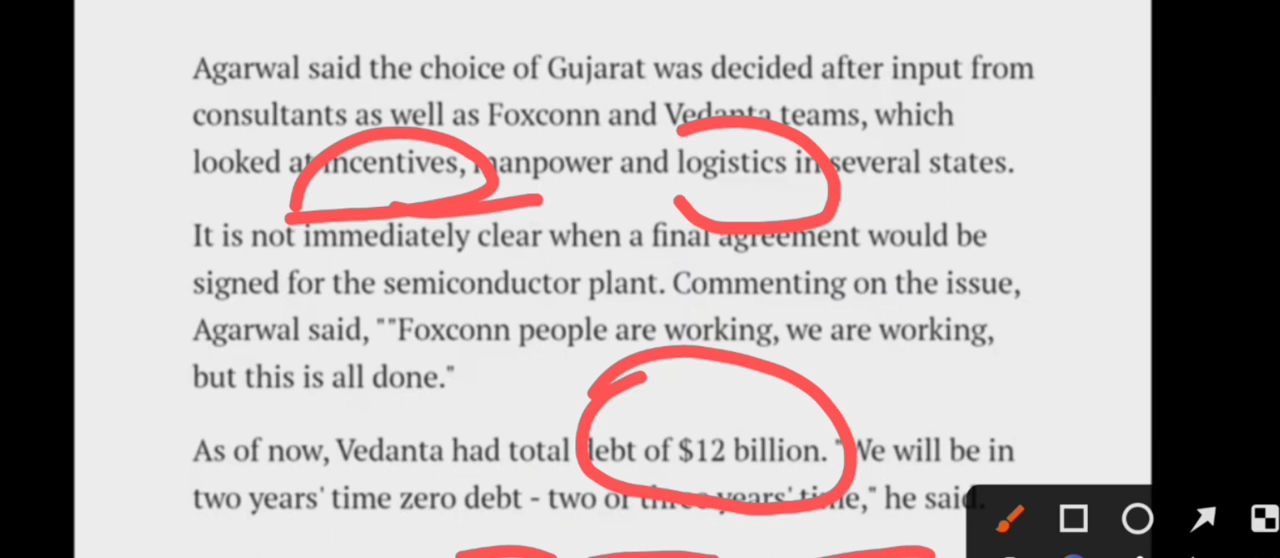 Agarwal said the choice of Gujarat was decided after input from
consultants as well as Foxconn and Vedanta teams, which
looked at incentives, manpower and logistics in several states.
It is not immediately clear when a final agreement would be
signed for the semiconductor plant. Commenting on the issue,
Agarwal said, ""Foxconn people are working, we are working,
but this is all done."
As of now, Vedanta had total debt of $12 billion. "We will be in
two years' time zero debt - two or three years' time," he said.